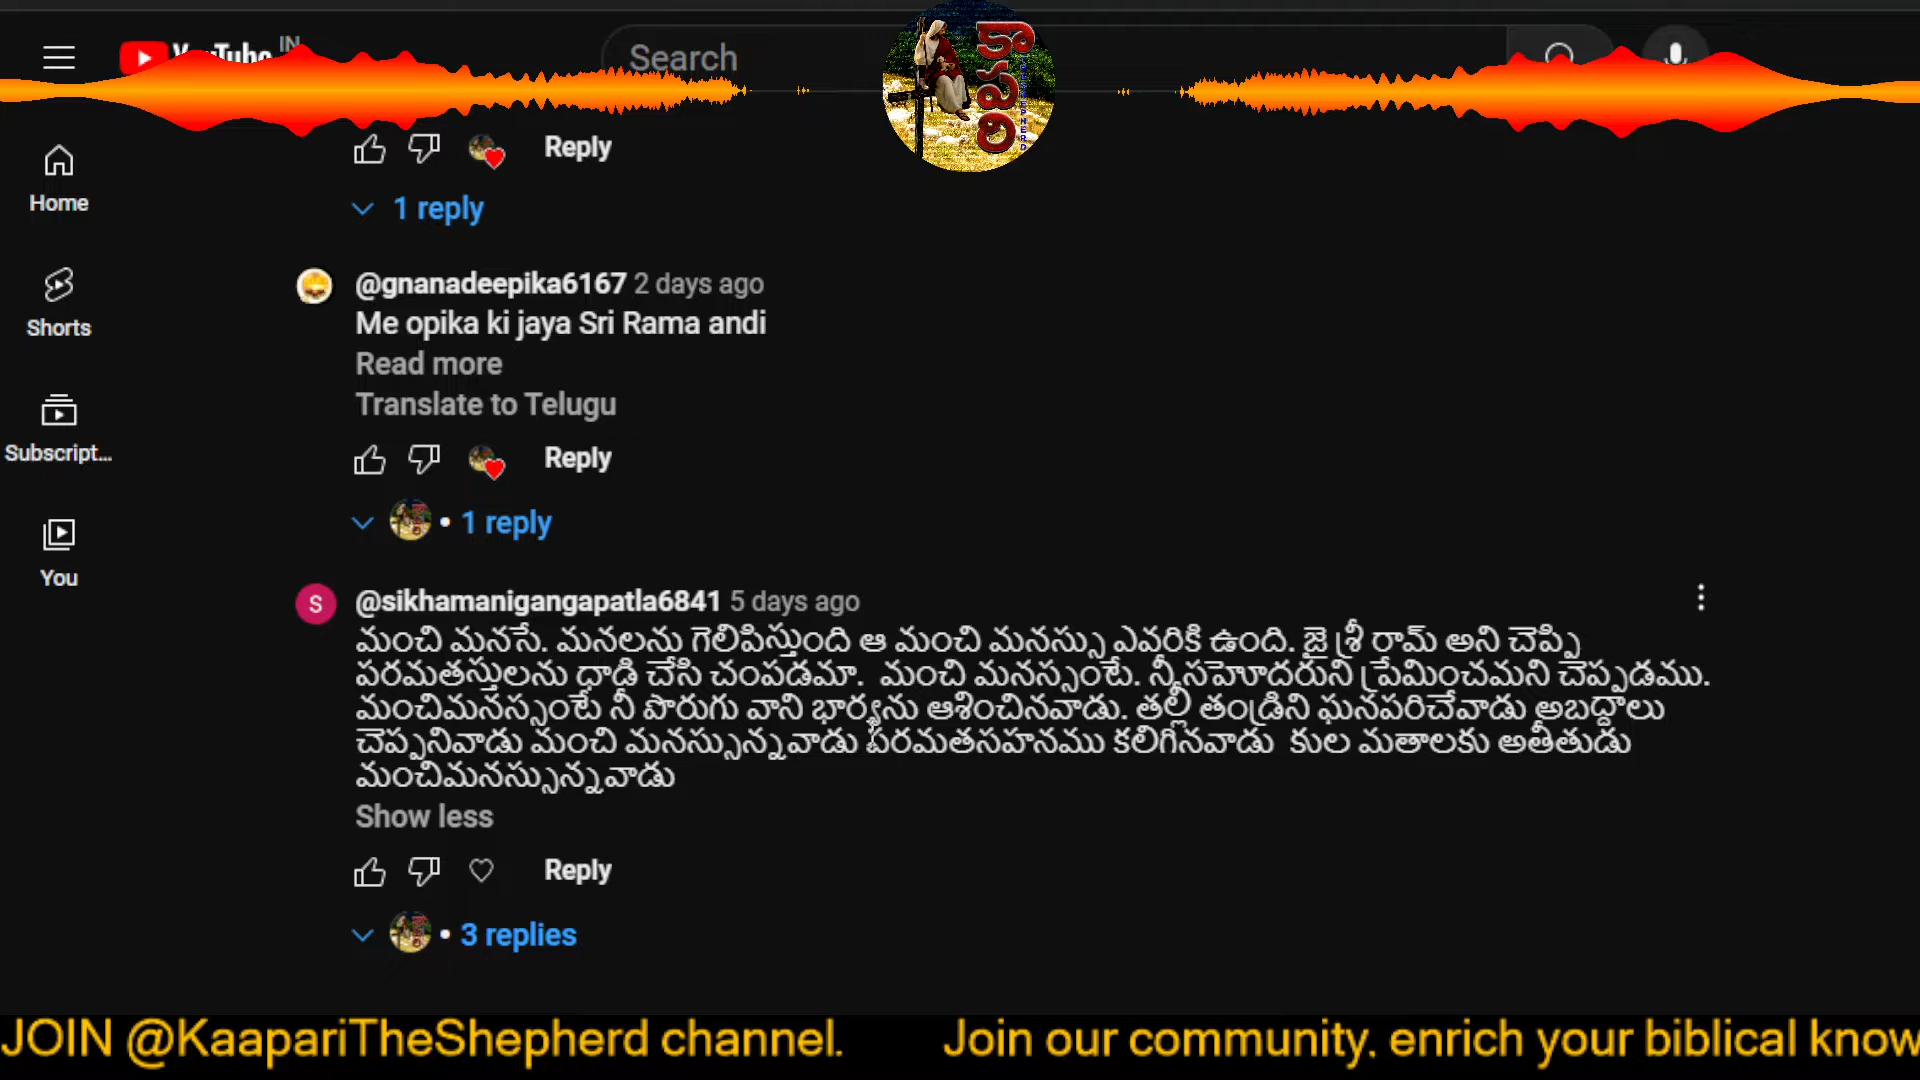 IN
Search
కాపరి
Reply
1 reply
Home
@gnanadeepika6167 2 days ago
Me opika ki jaya Sri Rama andi
Shorts
Read more
Translate to Telugu
Subscript...
Reply
1 reply
You
S
@sikhamanigangapatla6841 5 days ago
మంచి మనసే. మనలను గెలిపిస్తుంది ఆ మంచి మనస్సు ఎవరికి ఉంది. జై శ్రీ రామ్ అని చెప్పి
పరమతస్తులను ధాడి చేసి చంపడమా. మంచి మనస్సంటే. నీ సహెూదరుని ప్రేమించమని చెప్పడము.
మంచిమనస్సంటే నీ పొరుగు వాని భార్యను ఆశించినవాడు. తల్లి తండ్రిని ఘనపరిచేవాడు అబద్దాలు
చెప్పనివాడు మంచి మనస్సున్నవాడు పరమతసహనము కలిగినవాడు కుల మతాలకు అతీతుడు
మంచిమనస్సున్నవాడు
Show less
Reply
3 replies
JOIN @KaapariTheShepherd channel. Join our community, enrich your biblical know